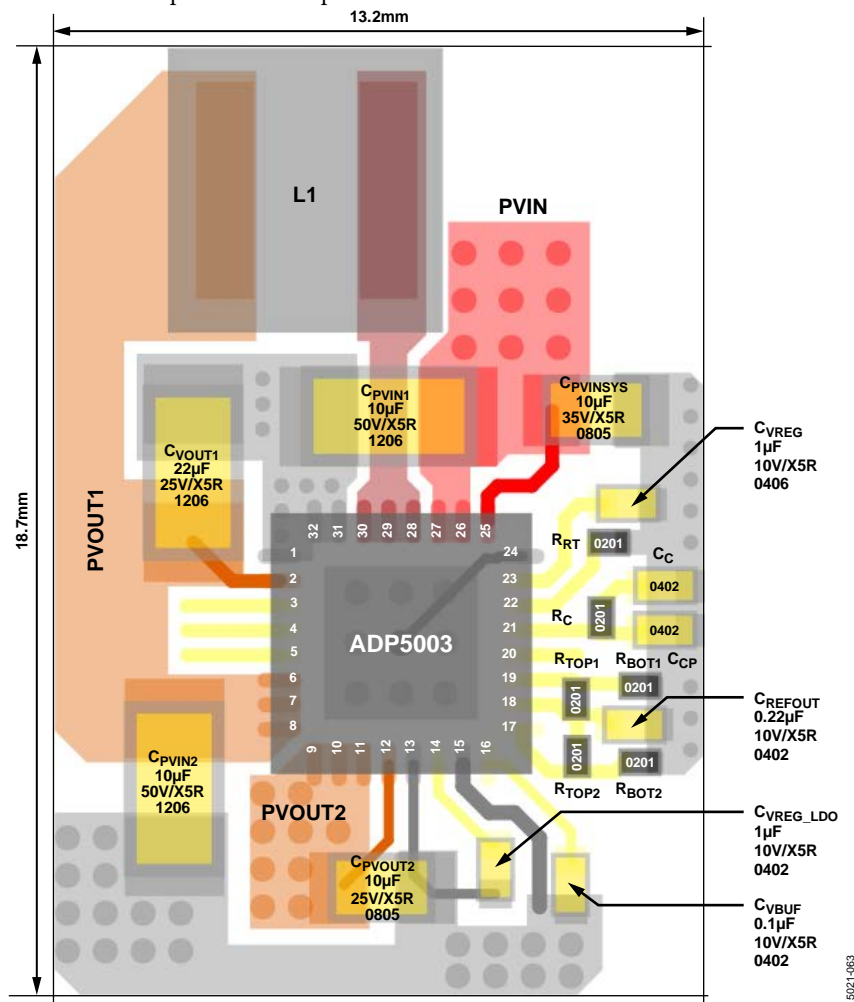 13.2mm
18.7mm
L1
PVIN
PVOUT1
CPVIN1
10µF
50V/X5R
1206
CPVINSYS
10µF
35V/X5R
0805
CVOUT1
22µF
25V/X5R
1206
CVREG
1µF
10V/X5R
0406
32 31 30 29 28 27 26 25
RRT
0201
CC
0402
RC
0201
0402
CCP
1
2
3
4
5
6
7
8
ADP5003
24
23
22
21
20
19
18
17
9 10 11 12 13 14 15 16
RTOP1
0201
RBOT1
0201
RTOP2
0201
RBOT2
0201
CREFOUT
0.22µF
10V/X5R
0402
CPVIN2
10µF
50V/X5R
1206
PVOUT2
CPVOUT2
10µF
25V/X5R
0805
CVREG_LDO
1µF
10V/X5R
0402
CVBUF
0.1µF
10V/X5R
0402